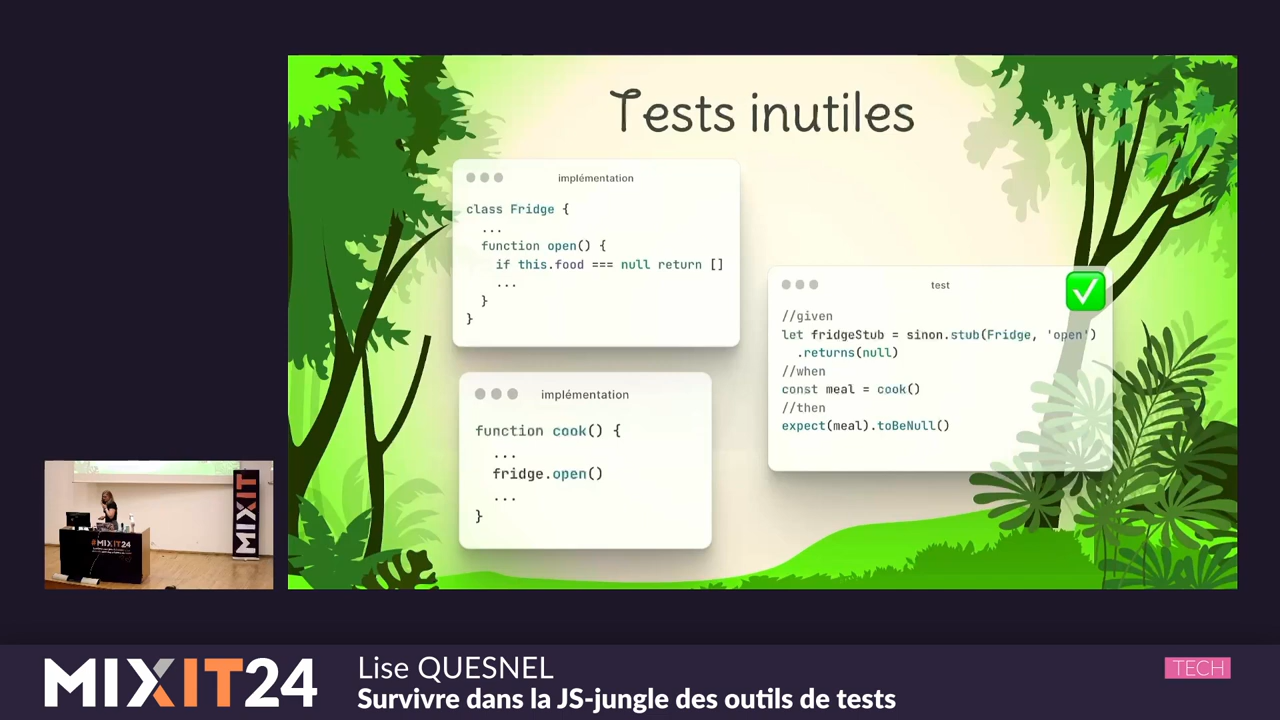 Tests inutiles
implémentation
class Fridge {
...
function open() {
if this.food === null return []
...
}
}
implémentation
function cook() {
...
fridge.open()
...
}
test
//given
let fridgeStub = sinon.stub(Fridge, 'open')
.returns(null)
//when
const meal = cook()
//then
expect(meal).toBeNull()
MIXIT
#MIXIT24
MIXIT24
Lise QUESNEL
Survivre dans la JS-jungle des outils de tests
TECH